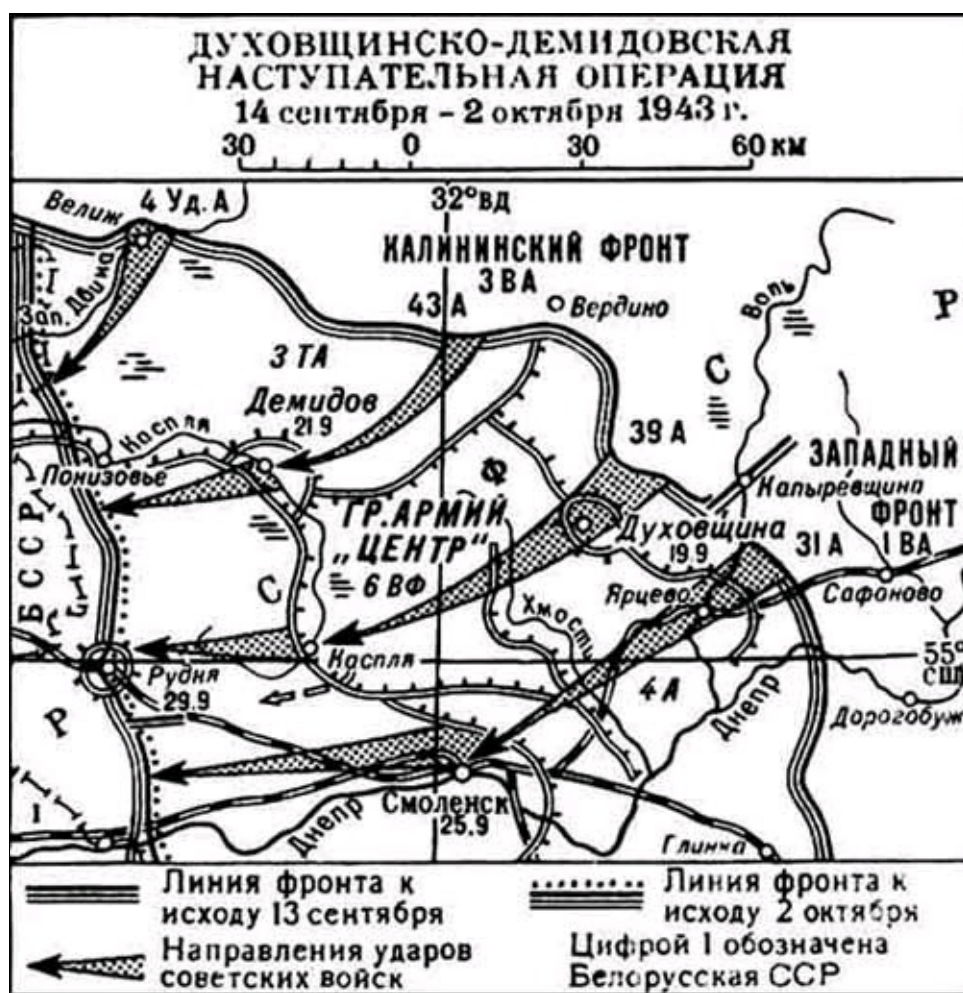 ДУХОВЩИНСКО-ДЕМИДОВСКАЯ
НАСТУПАТЕЛЬНАЯ ОПЕРАЦИЯ
14 сентября – 2 октября 1943 г.
30 0 30 60 км
4 Уд. А
Велиж
32° ВД
КАЛИНИНСКИЙ ФРОНТ
3 ВА
43 А
Вердино
Вопь
Зап. Двина
I
Р
3 ТА
Демидов
21.9
Каспля
С
39 А
Понизовье
ЗАПАДНЫЙ
ФРОНТ
Капыревщина
ГР. АРМИЙ
„ЦЕНТР“
6 ВФ
Ф
Духовщина
19.9
31 А
1 ВА
БССР
С
Ярцево
Сафоново
Хмость
Каспля
55°
СШ
Рудня
29.9
4 А
Днепр
Дорогобуж
Р
Смоленск
25.9
Днепр
1
Глинка
Линия фронта к
исходу 13 сентября
Линия фронта к
исходу 2 октября
Направления ударов
советских войск
Цифрой 1 обозначена
Белорусская ССР